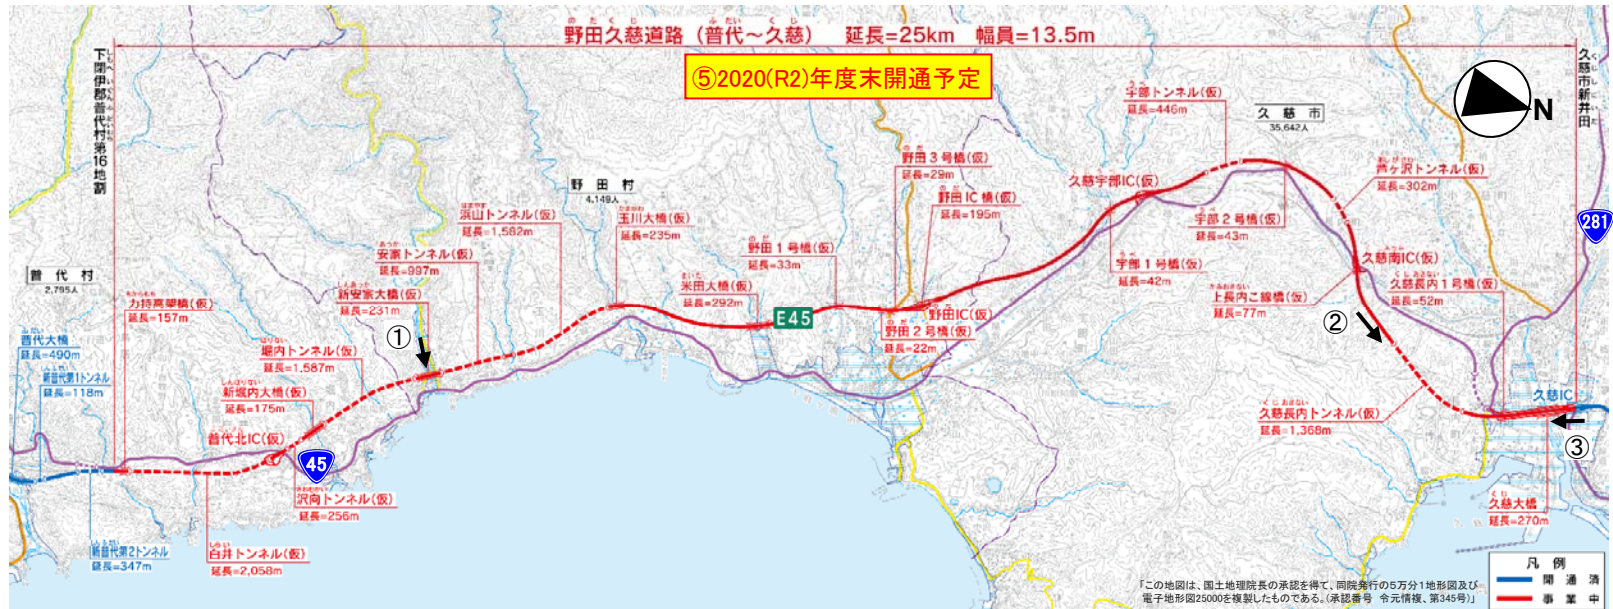 野田久慈道路（普代～久慈）　延長=25km　幅員=13.5m
のだくじ
ふだい
くじ
⑤2020(R2)年度末開通予定
下閉伊郡普代村第16地割
久慈市新井田
N
281
普代村
2,795人
野田村
4,149人
久慈市
35,642人
普代大橋
延長=490m
新普代第1トンネル
延長=118m
新普代第2トンネル
延長=347m
力持高架橋(仮)
延長=157m
白井トンネル(仮)
延長=2,058m
普代北IC(仮)
沢向トンネル(仮)
延長=256m
45
新堀内大橋(仮)
延長=175m
堀内トンネル(仮)
延長=1,587m
新安家大橋(仮)
延長=231m
①
安家トンネル(仮)
延長=997m
浜山トンネル(仮)
延長=1,582m
玉川大橋(仮)
延長=235m
米田大橋(仮)
延長=292m
E45
野田1号橋(仮)
延長=33m
野田2号橋(仮)
延長=22m
野田IC(仮)
野田3号橋(仮)
延長=29m
野田IC橋(仮)
延長=195m
久慈宇部IC(仮)
宇部トンネル(仮)
延長=446m
宇部1号橋(仮)
延長=42m
宇部2号橋(仮)
延長=43m
芦ヶ沢トンネル(仮)
延長=302m
久慈南IC(仮)
上長内こ線橋(仮)
延長=77m
久慈長内1号橋(仮)
延長=52m
②
久慈長内トンネル(仮)
延長=1,368m
久慈IC
③
久慈大橋
延長=270m
凡例
開通済
事業中
「この地図は、国土地理院長の承認を得て、同院発行の5万分1地形図及び
電子地形図25000を複製したものである。(承認番号　令元情複、第345号)」